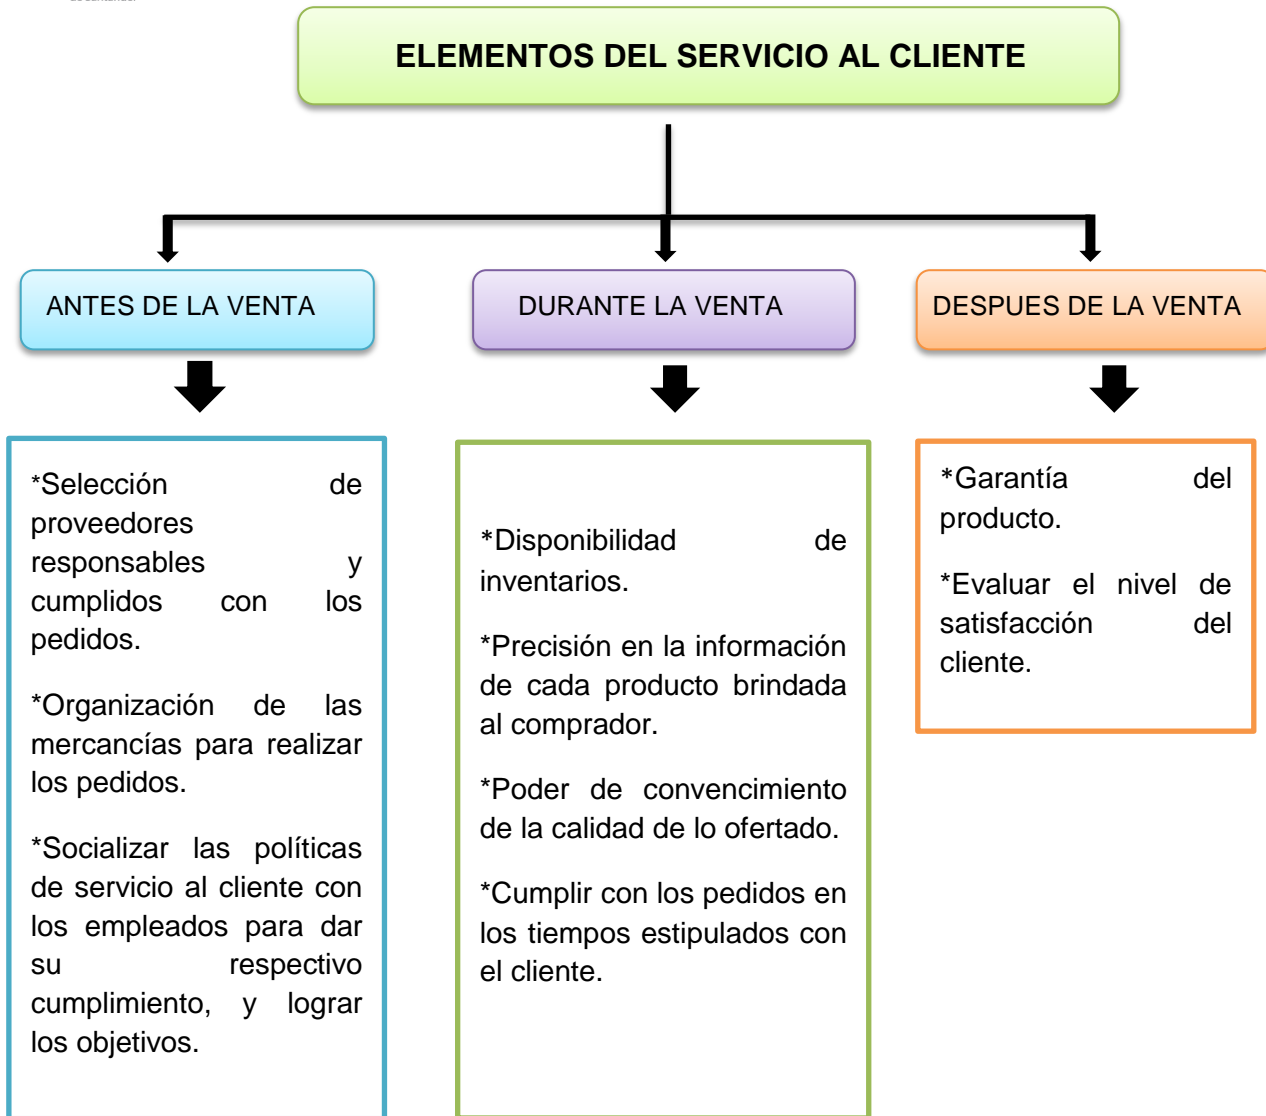 ELEMENTOS DEL SERVICIO AL CLIENTE
ANTES DE LA VENTA
DURANTE LA VENTA
DESPUES DE LA VENTA
*Selección de
proveedores
responsables y
cumplidos con los
pedidos.
*Organización de las
mercancías para realizar
los pedidos.
*Socializar las políticas
de servicio al cliente con
los empleados para dar
su respectivo
cumplimiento, y lograr
los objetivos.
*Disponibilidad de
inventarios.
*Precisión en la información
de cada producto brindada
al comprador.
*Poder de convencimiento
de la calidad de lo ofertado.
*Cumplir con los pedidos en
los tiempos estipulados con
el cliente.
*Garantía del
producto.
*Evaluar el nivel de
satisfacción del
cliente.